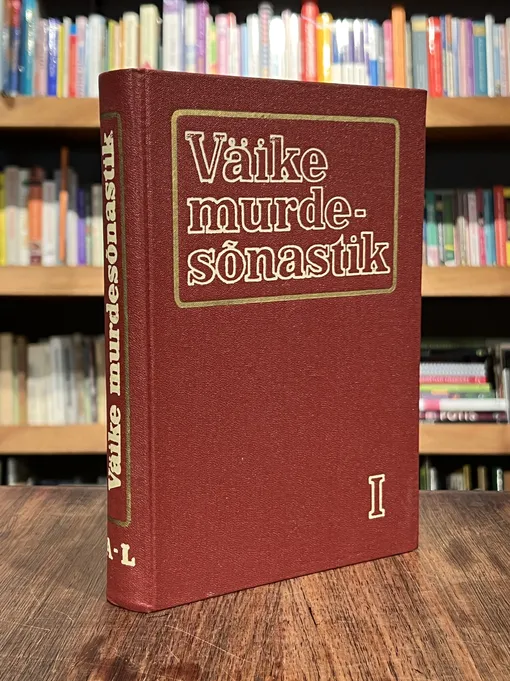 Väike
murde-
sõnastik
I
Väike murdesõnastik
A-L